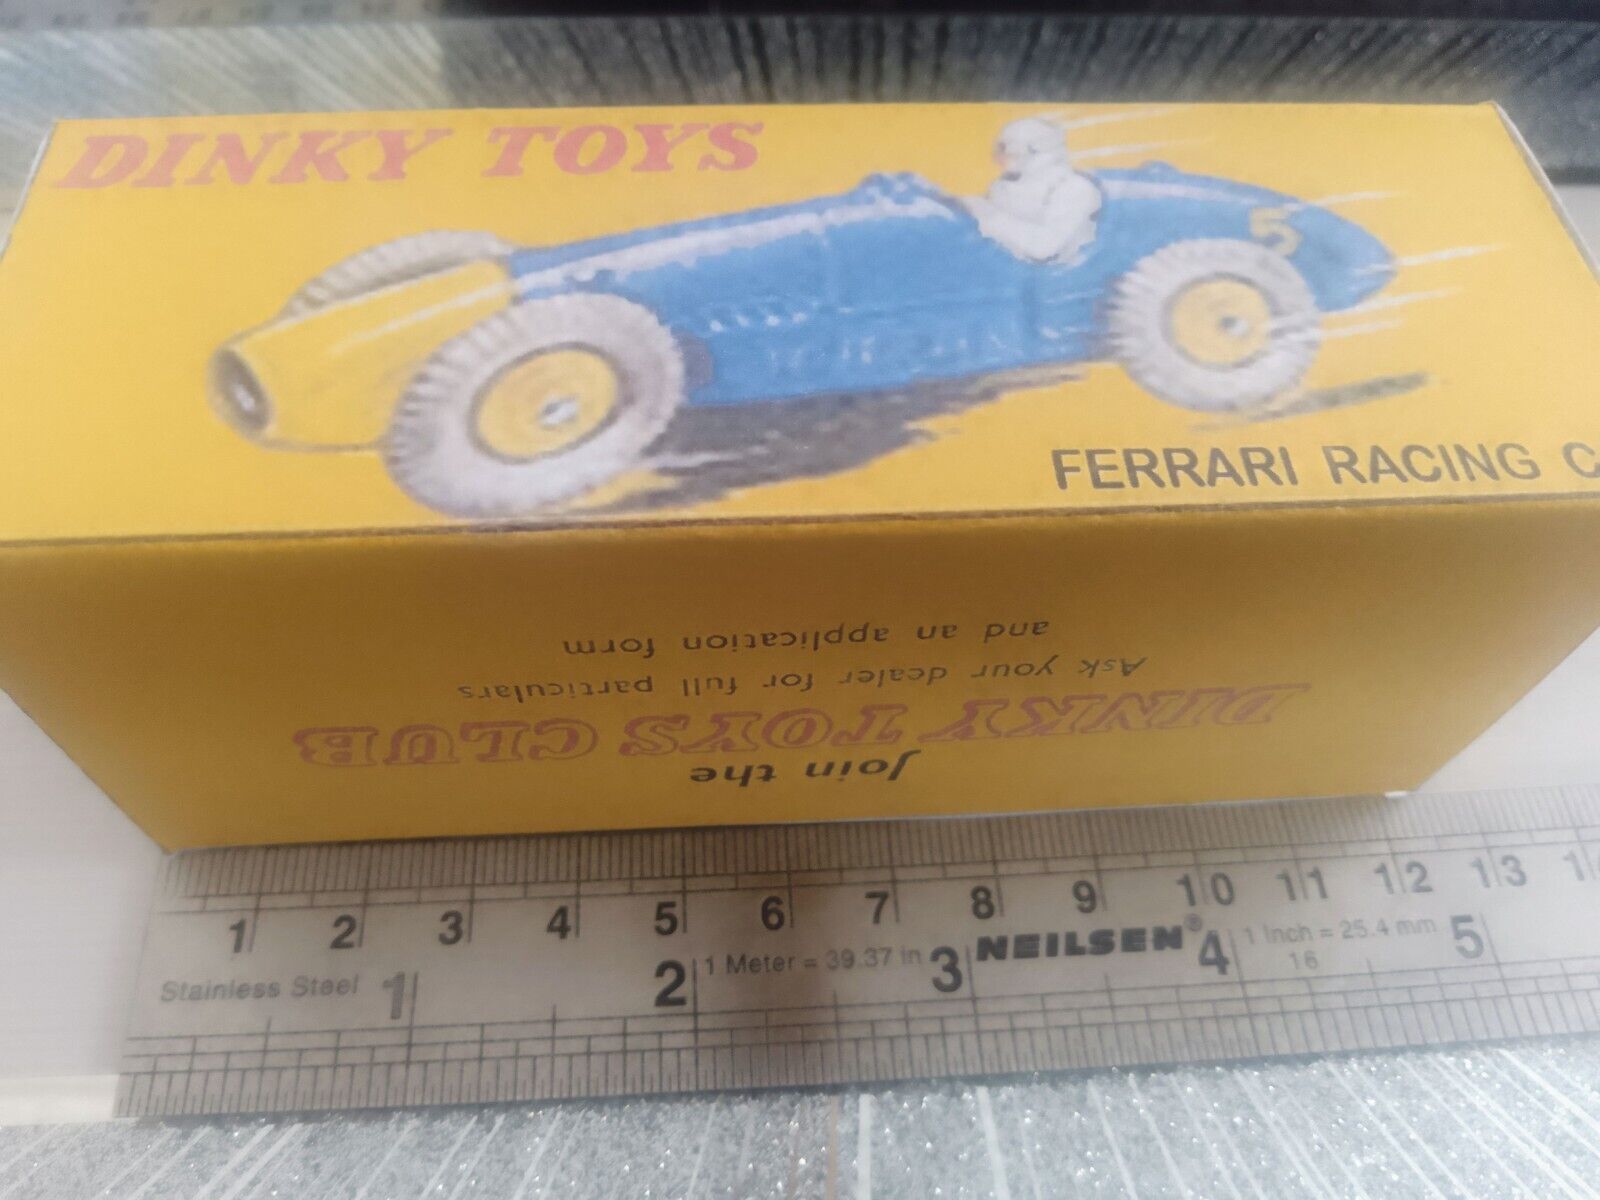 DINKY TOYS
5
FERRARI RACING C
Join the
DINKY TOYS CLUB
Ask your dealer for full particulars
and an application form
1 2 3 4 5 6 7 8 9 10 11 12 13
Stainless Steel 1 2 1 Meter = 39.37 in 3 NEILSEN® 4 1 Inch = 25.4 mm 5
16